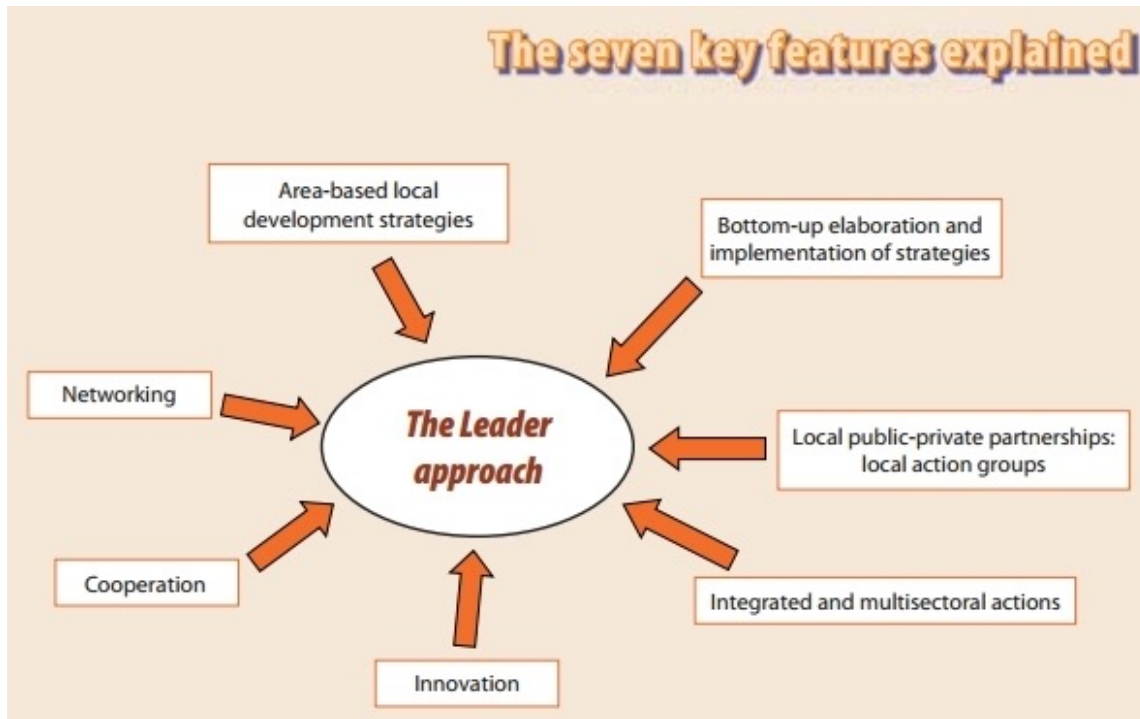 The seven key features explained
Area-based local
development strategies
Bottom-up elaboration and
implementation of strategies
Networking
The Leader
approach
Local public-private partnerships:
local action groups
Cooperation
Integrated and multisectoral actions
Innovation